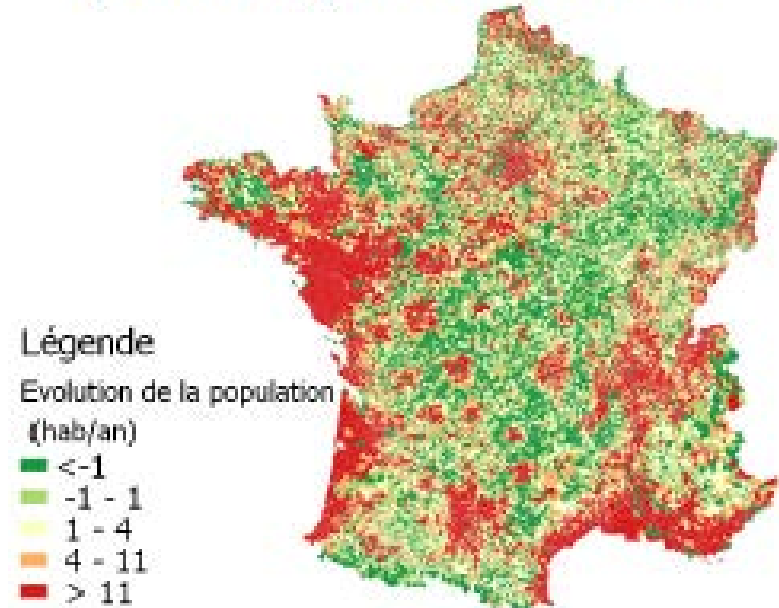 Légende
Evolution de la population
(hab/an)
<-1
-1 - 1
1 - 4
4 - 11
> 11